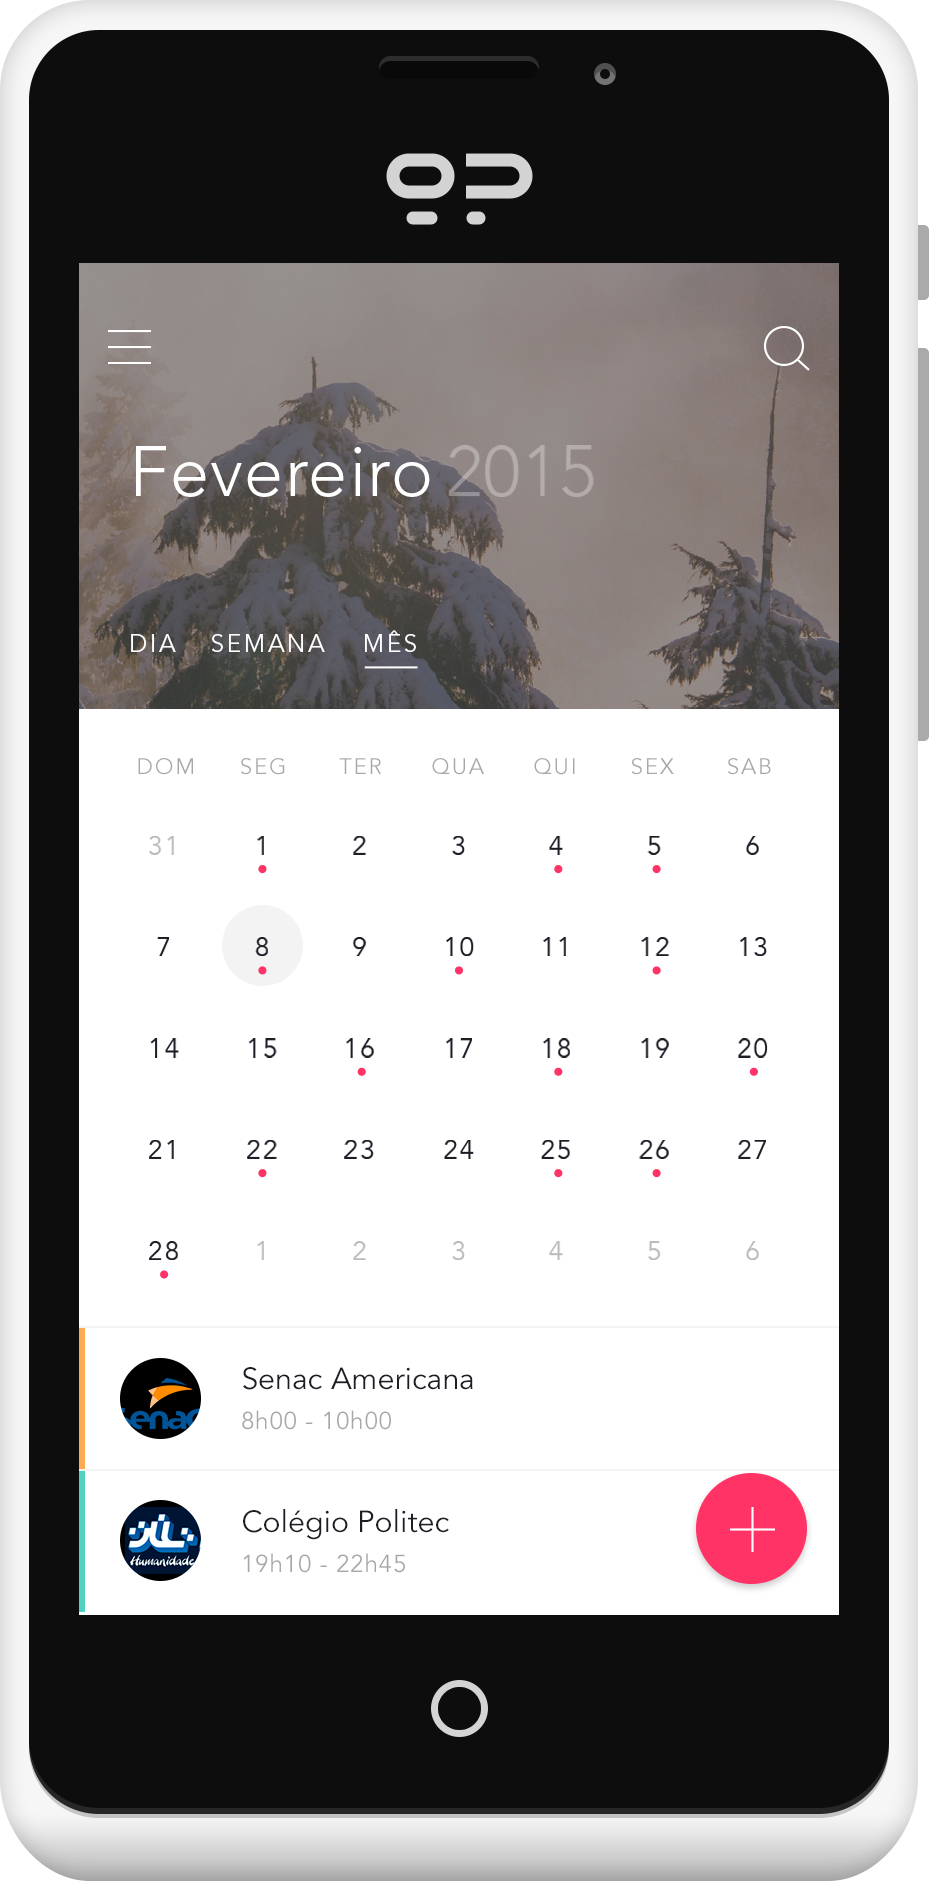 Fevereiro 2015
DIA SEMANA MÊS
DOM SEG TER QUA QUI SEX SAB
31 1 2 3 4 5 6
7 8 9 10 11 12 13
14 15 16 17 18 19 20
21 22 23 24 25 26 27
28 1 2 3 4 5 6
Senac Americana
8h00 - 10h00
senac
Colégio Politec
19h10 - 22h45
Humanidade